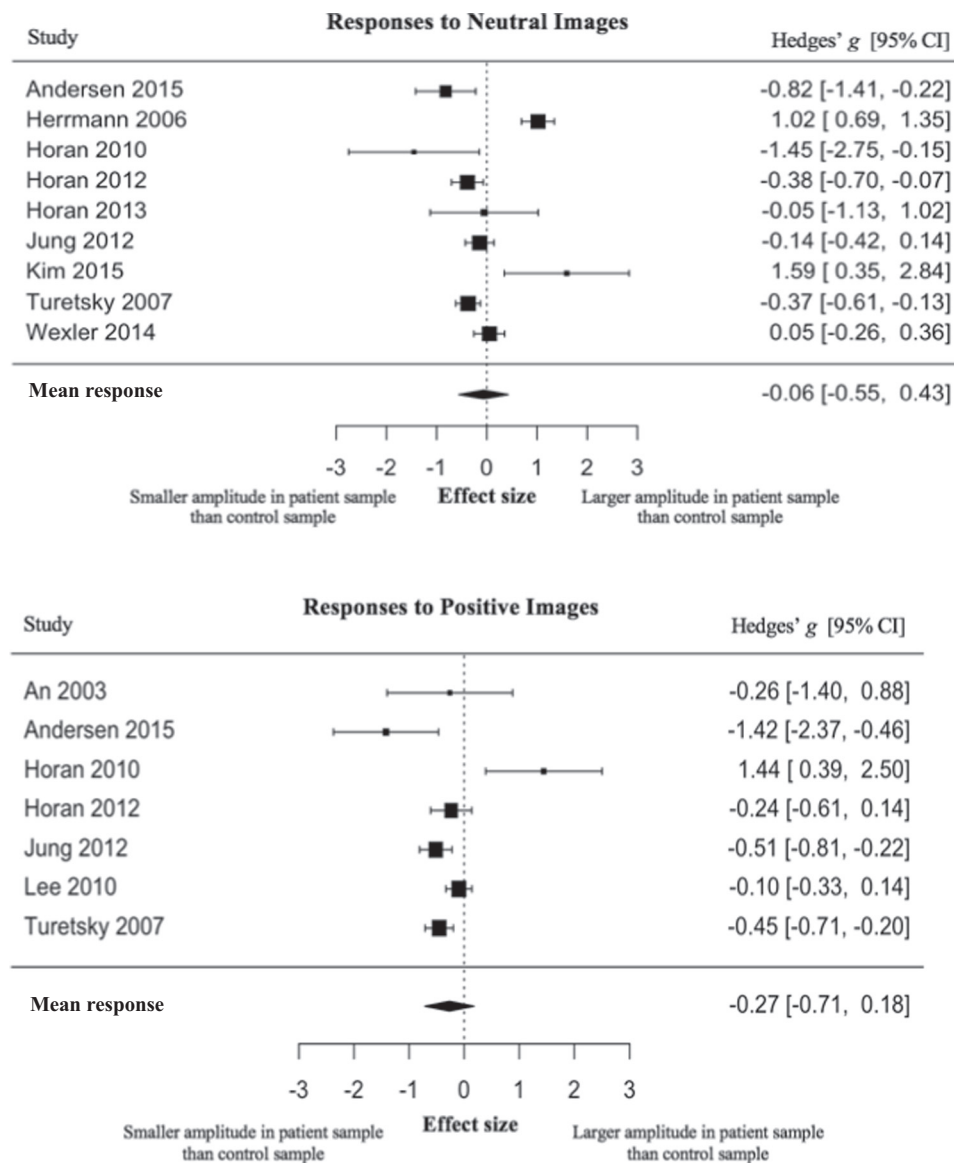 Responses to Neutral Images
Study Hedges' g [95% CI]
Andersen 2015 -0.82 [-1.41, -0.22]
Herrmann 2006 1.02 [ 0.69, 1.35]
Horan 2010 -1.45 [-2.75, -0.15]
Horan 2012 -0.38 [-0.70, -0.07]
Horan 2013 -0.05 [-1.13, 1.02]
Jung 2012 -0.14 [-0.42, 0.14]
Kim 2015 1.59 [ 0.35, 2.84]
Turetsky 2007 -0.37 [-0.61, -0.13]
Wexler 2014 0.05 [-0.26, 0.36]
Mean response -0.06 [-0.55, 0.43]
-3 -2 -1 0 1 2 3
Smaller amplitude in patient sample Effect size Larger amplitude in patient sample
than control sample than control sample
Responses to Positive Images
Study Hedges' g [95% CI]
An 2003 -0.26 [-1.40, 0.88]
Andersen 2015 -1.42 [-2.37, -0.46]
Horan 2010 1.44 [ 0.39, 2.50]
Horan 2012 -0.24 [-0.61, 0.14]
Jung 2012 -0.51 [-0.81, -0.22]
Lee 2010 -0.10 [-0.33, 0.14]
Turetsky 2007 -0.45 [-0.71, -0.20]
Mean response -0.27 [-0.71, 0.18]
-3 -2 -1 0 1 2 3
Smaller amplitude in patient sample Effect size Larger amplitude in patient sample
than control sample than control sample